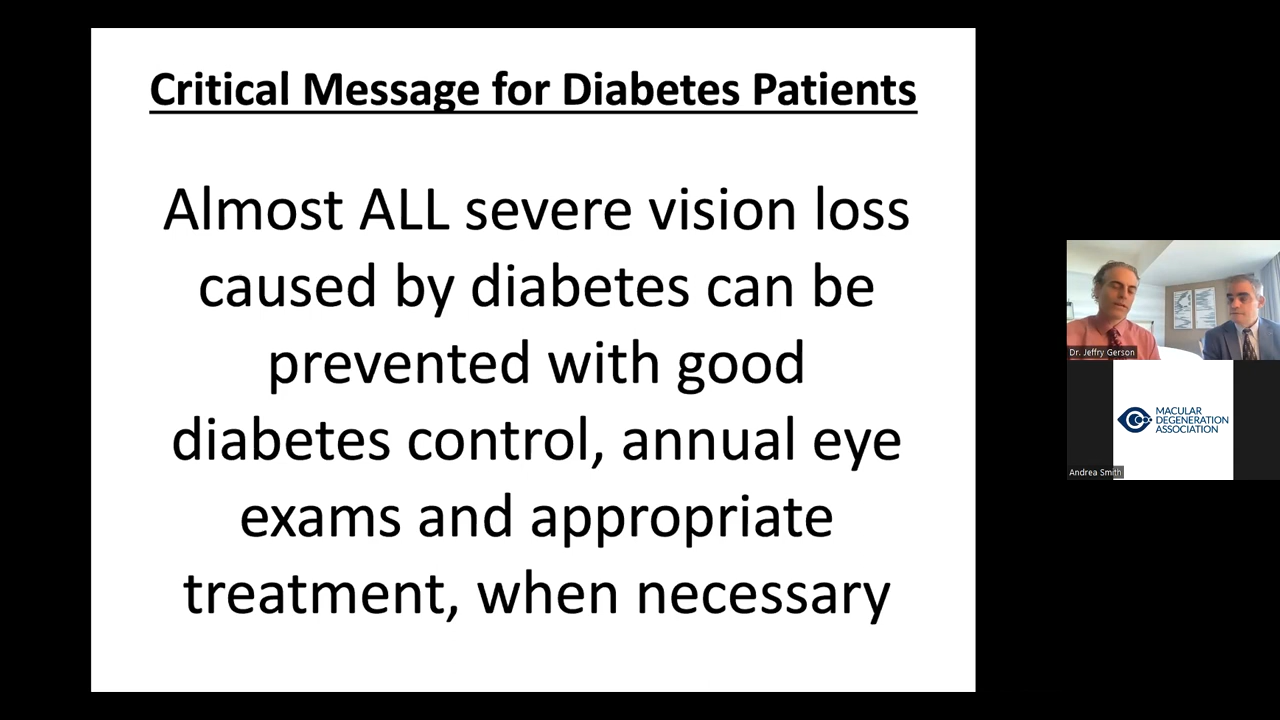 Critical Message for Diabetes Patients
Almost ALL severe vision loss
caused by diabetes can be
prevented with good
diabetes control, annual eye
exams and appropriate
treatment, when necessary
Dr. Jeffry Gerson
MACULAR
DEGENERATION
ASSOCIATION
Andrea Smith